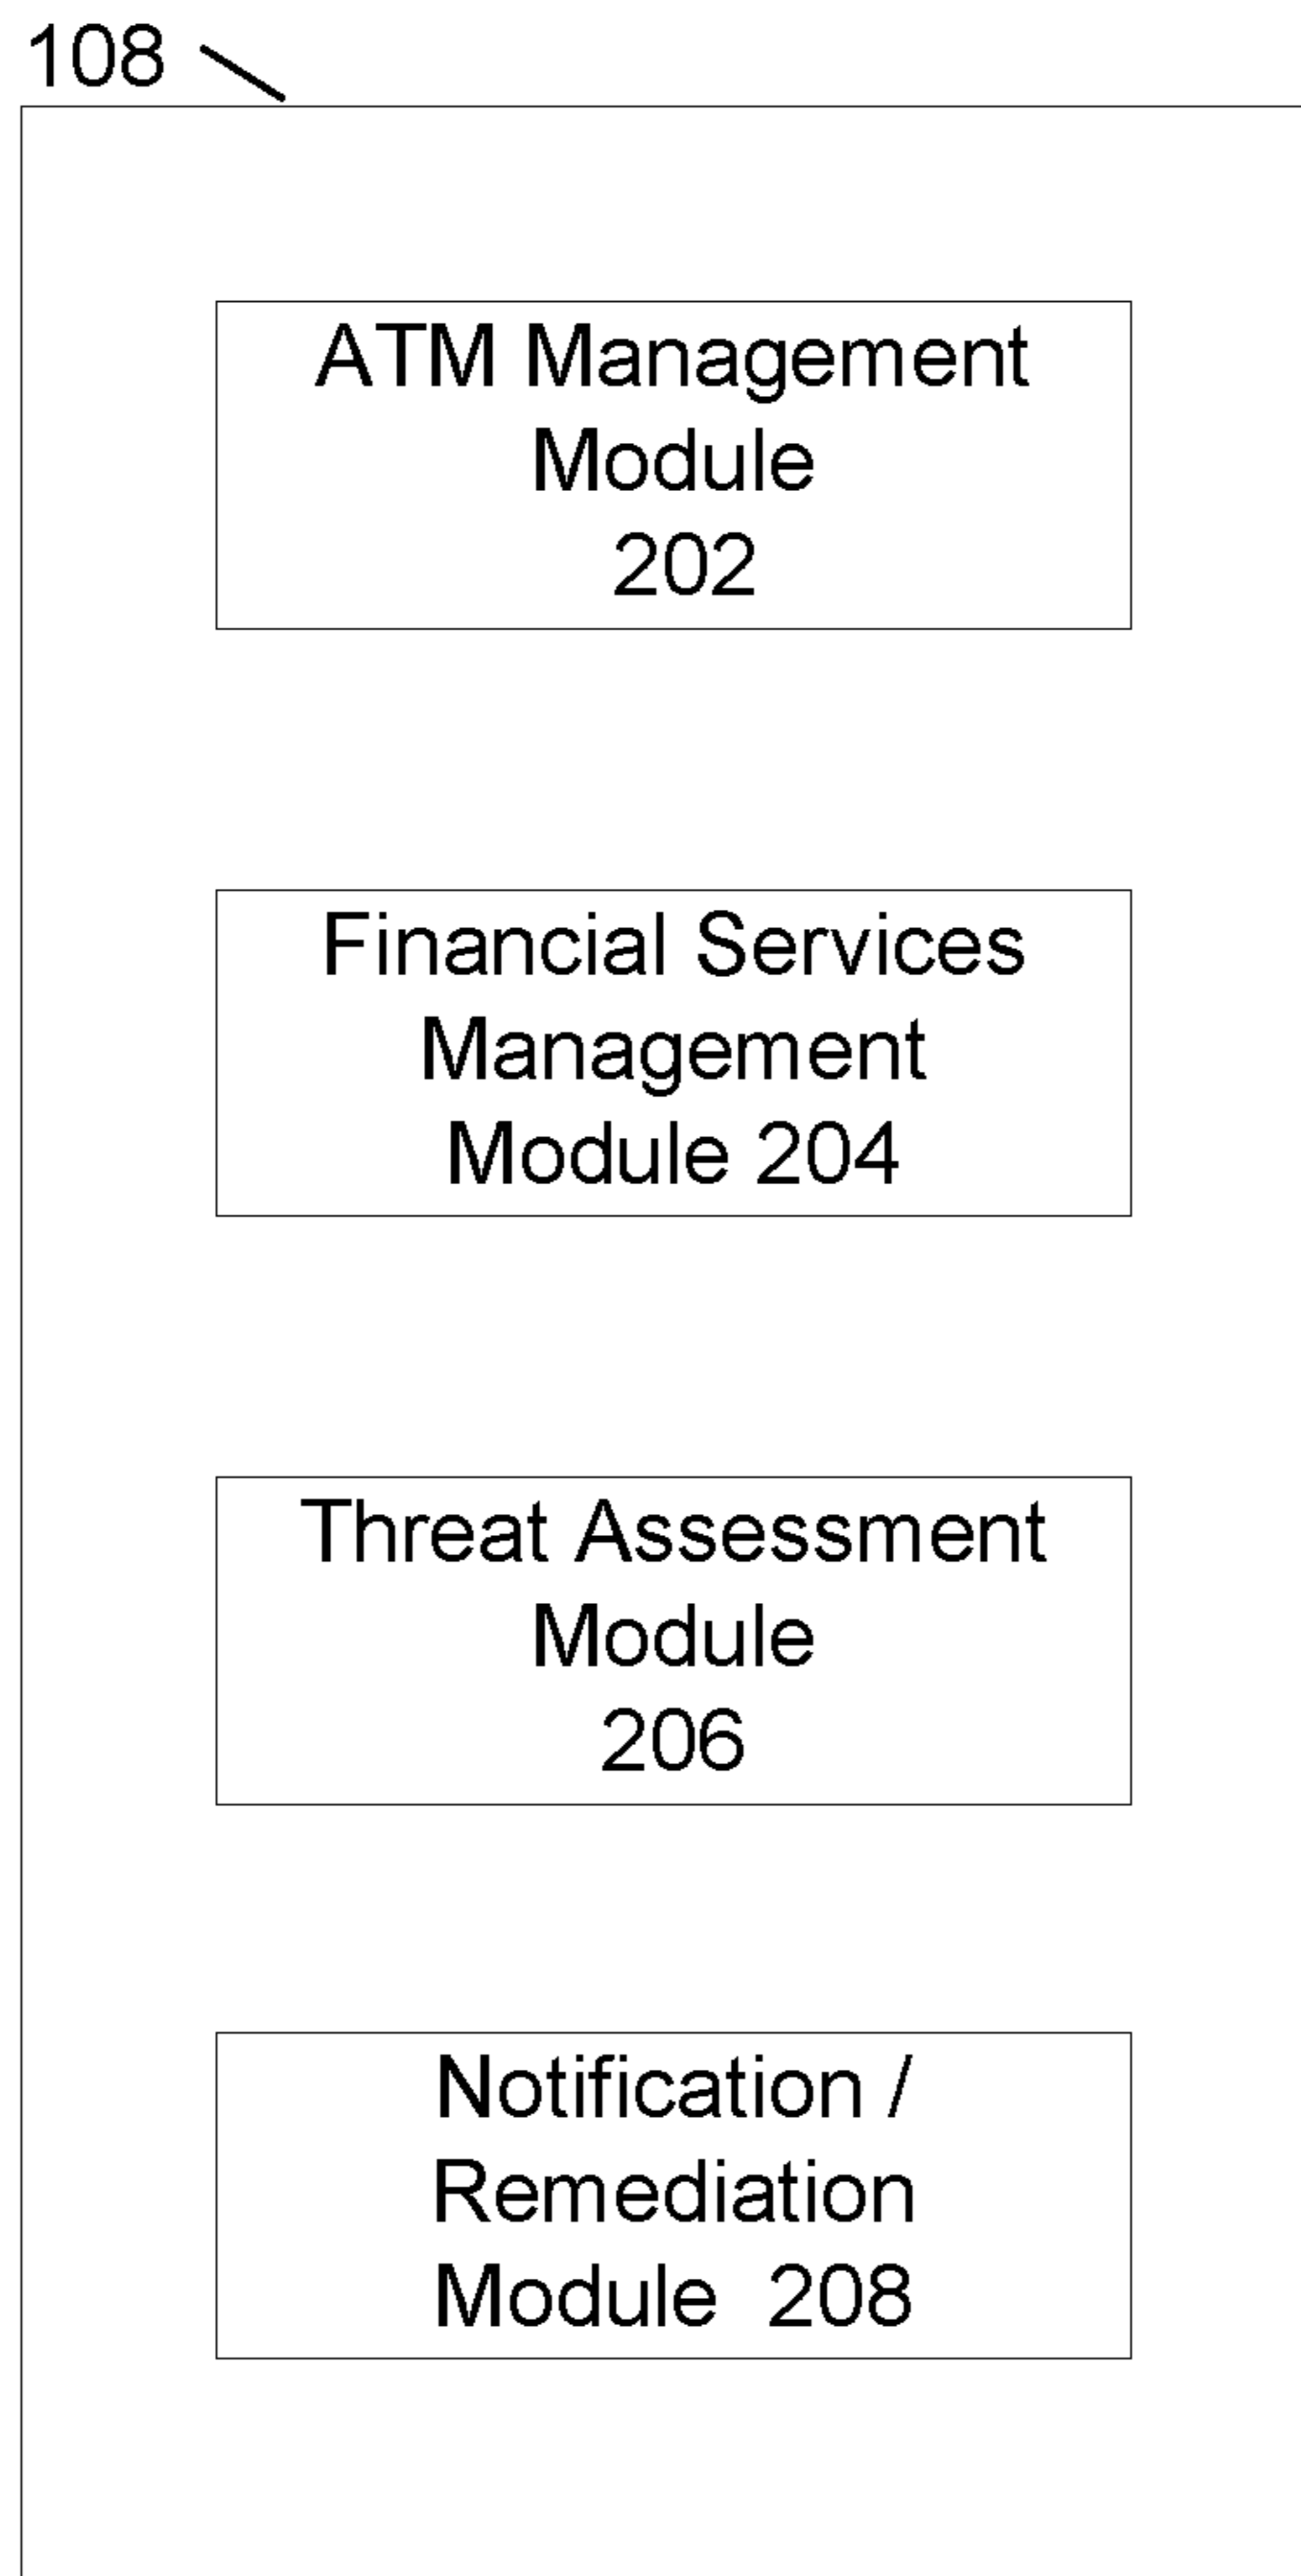 108
ATM Management
Module
202
Financial Services
Management
Module 204
Threat Assessment
Module
206
Notification /
Remediation
Module 208